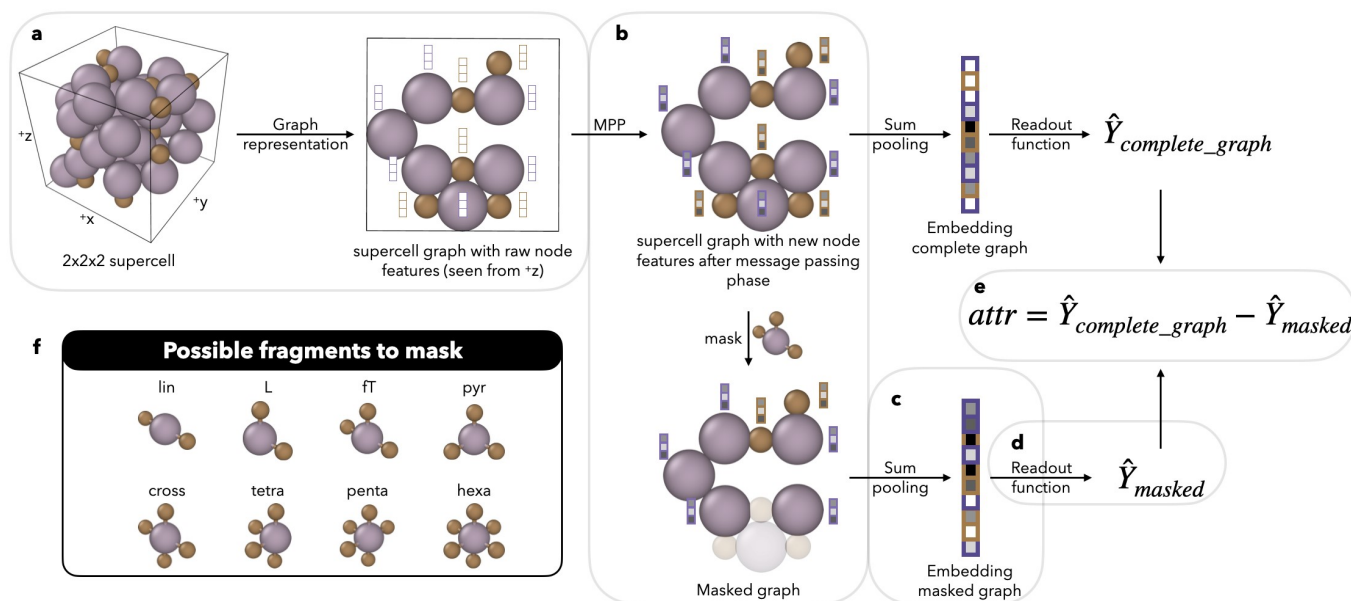 a
+z
+x
+y
2x2x2 supercell
Graph
representation
supercell graph with raw node
features (seen from +z)
b
MPP
supercell graph with new node
features after message passing
phase
mask
Masked graph
Sum
pooling
Embedding
complete graph
Readout
function
Ŷcomplete_graph
e
attr = Ŷcomplete_graph − Ŷmasked
c
Sum
pooling
Embedding
masked graph
d
Readout
function
Ŷmasked
f
Possible fragments to mask
lin L fT pyr
cross tetra penta hexa